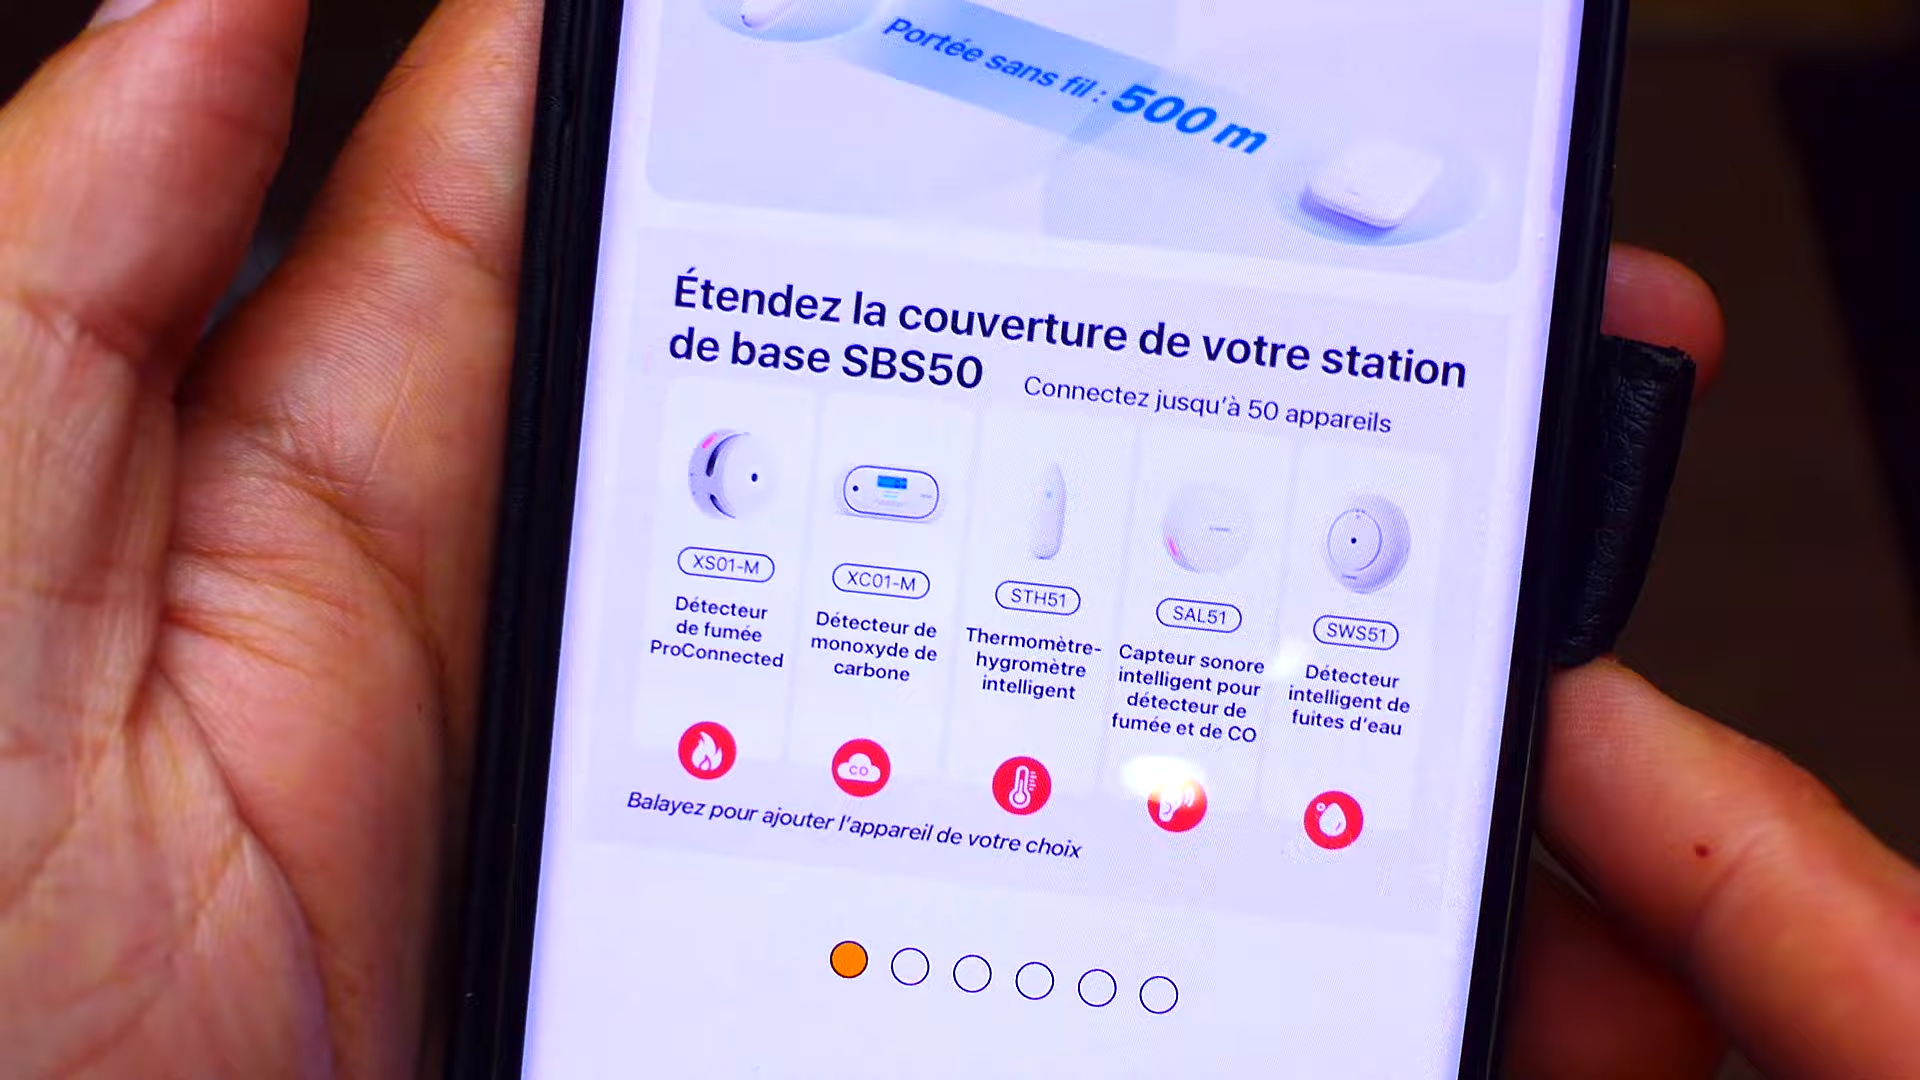 Portée sans fil : 500 m
Étendez la couverture de votre station
de base SBS50
Connectez jusqu'à 50 appareils
XS01-M
Détecteur
de fumée
ProConnected
XC01-M
Détecteur de
monoxyde de
carbone
CO
STH51
Thermomètre-
hygromètre
intelligent
SAL51
Capteur sonore
intelligent pour
détecteur de
fumée et de CO
SWS51
Détecteur
intelligent de
fuites d'eau
Balayez pour ajouter l'appareil de votre choix